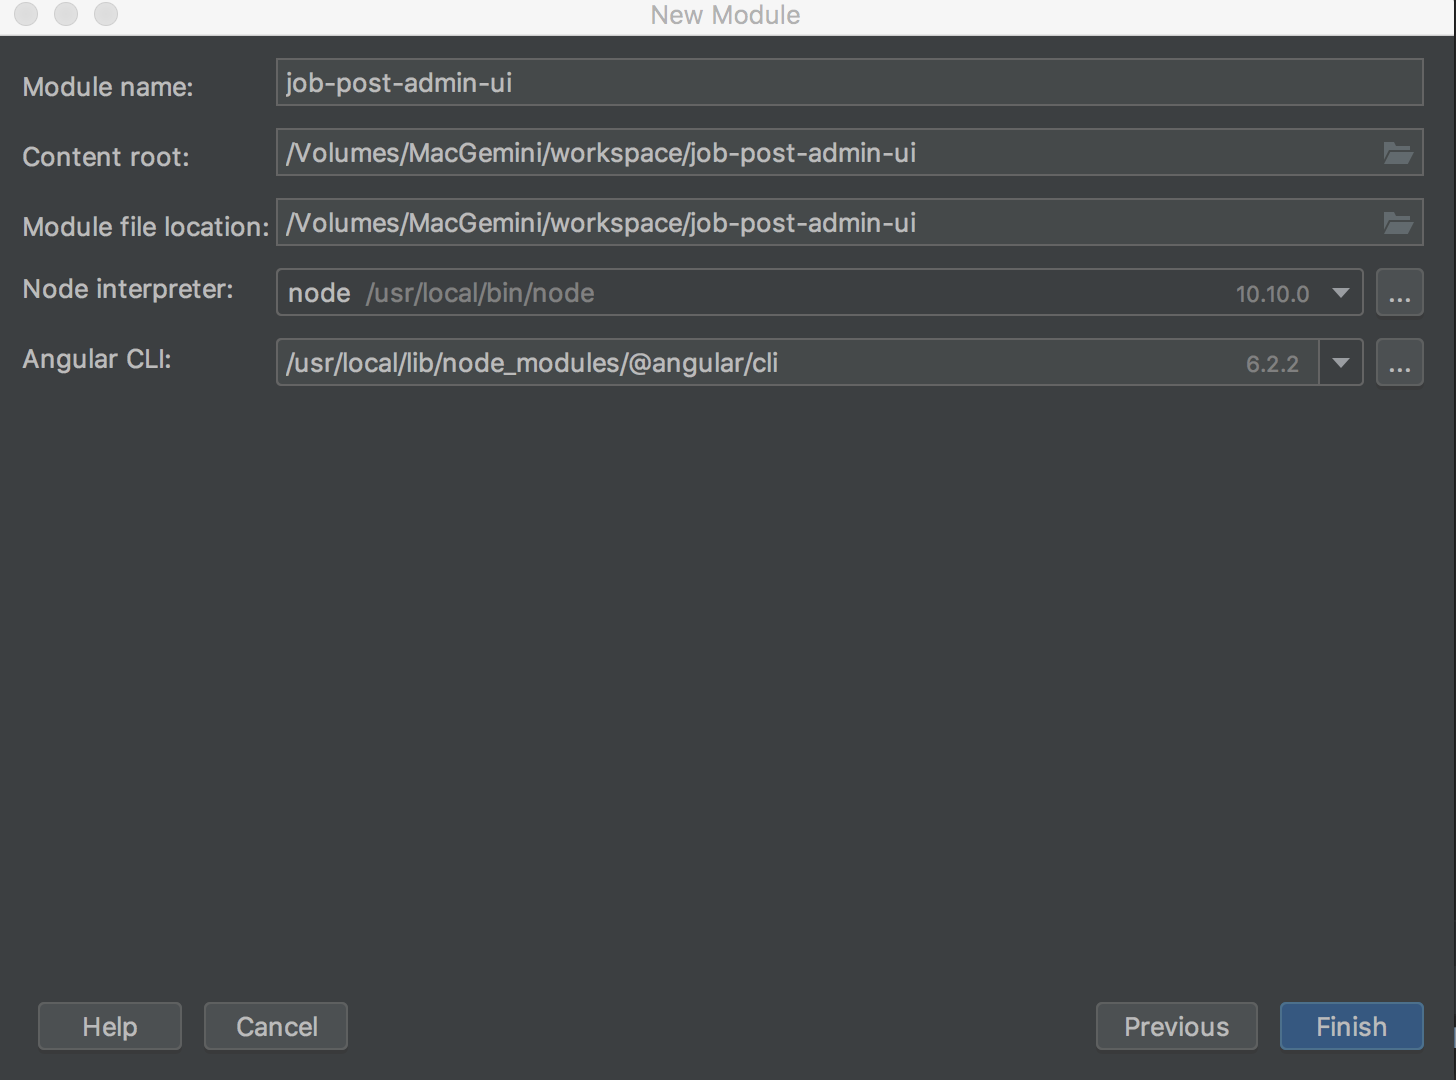 New Module
Module name: job-post-admin-ui
Content root: /Volumes/MacGemini/workspace/job-post-admin-ui
Module file location: /Volumes/MacGemini/workspace/job-post-admin-ui
Node interpreter: node /usr/local/bin/node 10.10.0 ...
Angular CLI: /usr/local/lib/node_modules/@angular/cli 6.2.2 ...
Help Cancel Previous Finish